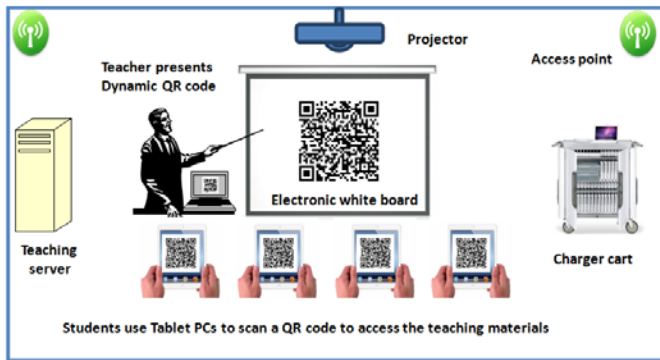 Projector
Access point
Teacher presents
Dynamic QR code
Electronic white board
Teaching
server
Charger cart
Students use Tablet PCs to scan a QR code to access the teaching materials